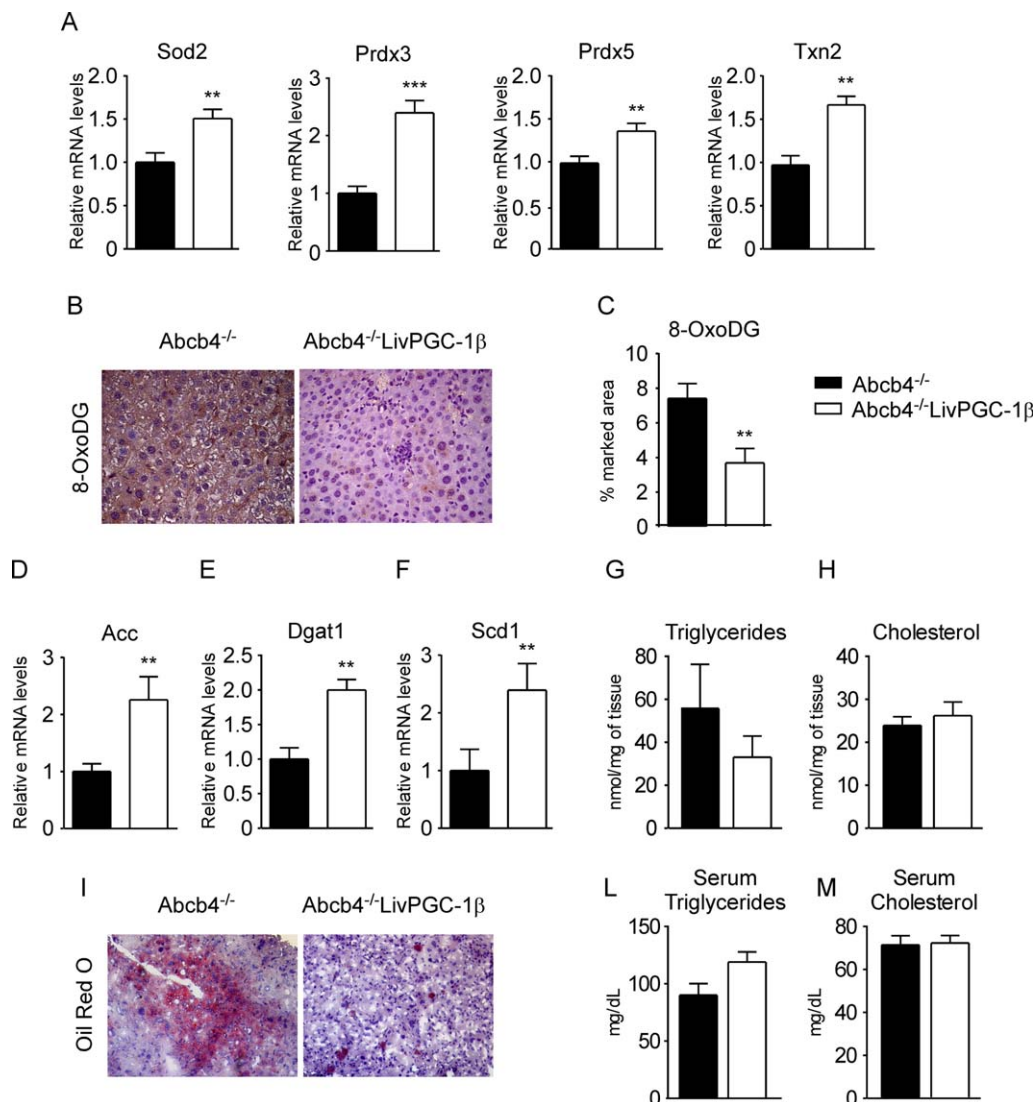 A
Sod2
Prdx3
Prdx5
Txn2
Relative mRNA levels
2.0
1.5
1.0
0.5
0
**
Relative mRNA levels
3
2
1
0
***
Relative mRNA levels
2.0
1.5
1.0
0.5
0
**
Relative mRNA levels
2.0
1.5
1.0
0.5
0
**
B
Abcb4-/-
Abcb4-/-LivPGC-1β
8-OxoDG
C
8-OxoDG
% marked area
10
8
6
4
2
0
**
Abcb4-/-
Abcb4-/-LivPGC-1β
D
Acc
Relative mRNA levels
3
2
1
0
**
E
Dgat1
Relative mRNA levels
2.5
2.0
1.5
1.0
0.5
0
**
F
Scd1
Relative mRNA levels
3
2
1
0
**
G
Triglycerides
nmol/mg of tissue
80
60
40
20
0
H
Cholesterol
nmol/mg of tissue
40
30
20
10
0
I
Abcb4-/-
Abcb4-/-LivPGC-1β
Oil Red O
L
Serum
Triglycerides
mg/dL
150
100
50
0
M
Serum
Cholesterol
mg/dL
80
60
40
20
0